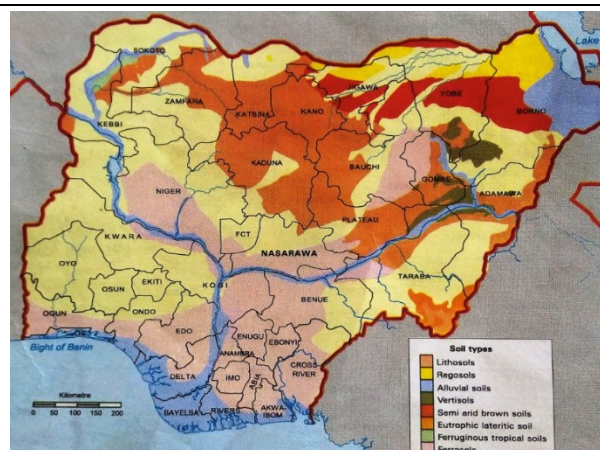 SOKOTO
Lake
JIGAWA
ZAMFARA
YOBE
KATSINA
KANO
BORNO
KEBBI
KADUNA
BAUCHI
GOMBE
NIGER
ADAMAWA
PLATEAU
FCT
KWARA
NASARAWA
OYO
KOGI
TARABA
OSUN
EKITI
BENUE
OGUN
ONDO
EDO
ENUGU
EBONYI
Bight of Benin
ANAMBRA
CROSS
RIVER
DELTA
IMO
ABIA
BAYELSA
RIVERS
AKWA-
IBOM
Kilometre
0 50 100 150 200
Soil types
Lithosols
Regosols
Alluvial soils
Vertisols
Semi arid brown soils
Eutrophic lateritic soil
Ferruginous tropical soils
Ferrasols